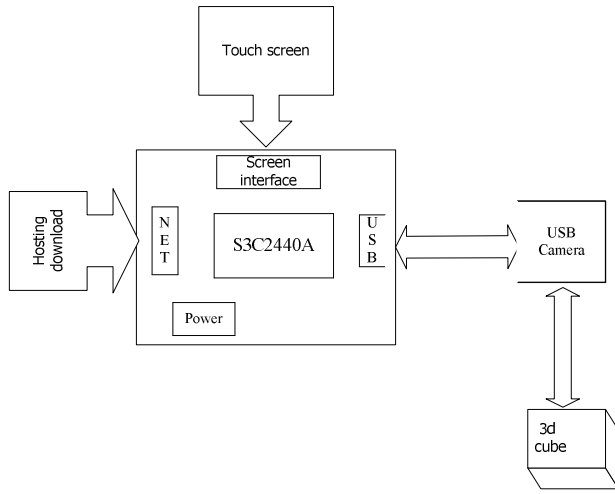 Touch screen
Screen
interface
Hosting
download
N
E
T
S3C2440A
U
S
B
Power
USB
Camera
3d
cube